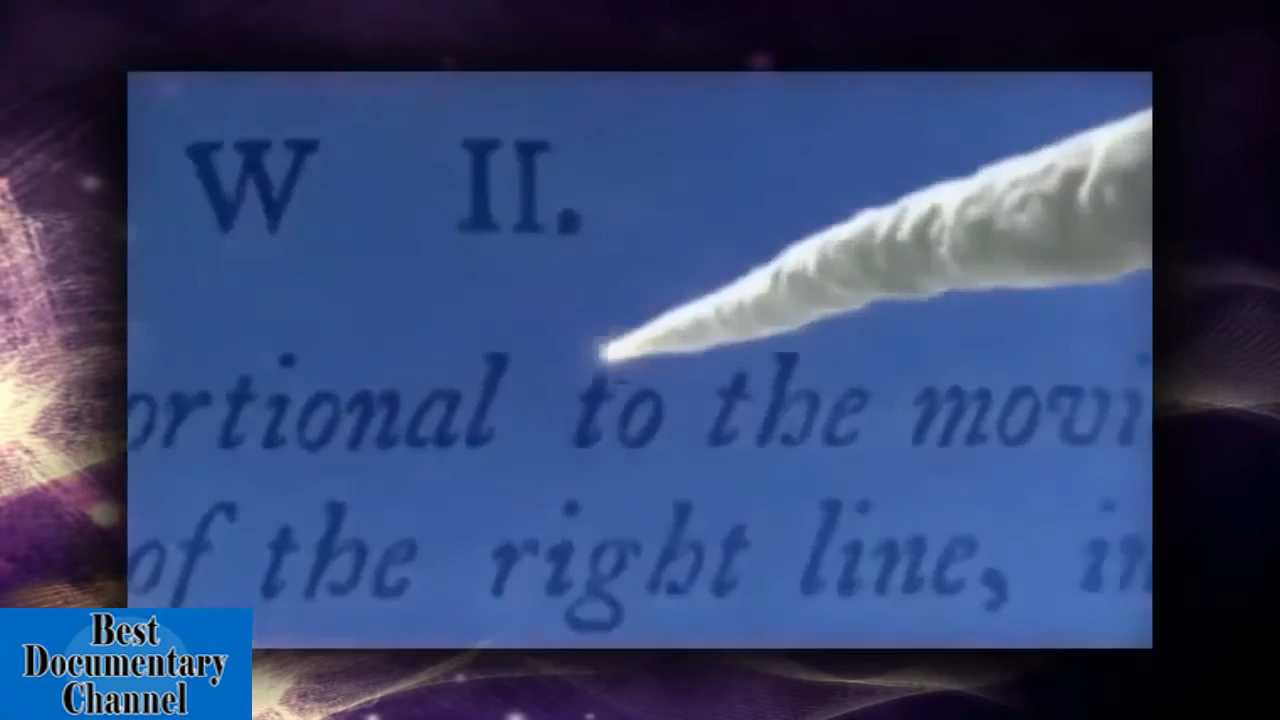 W II.
ortional to the movi
of the right line, in
Best
Documentary
Channel